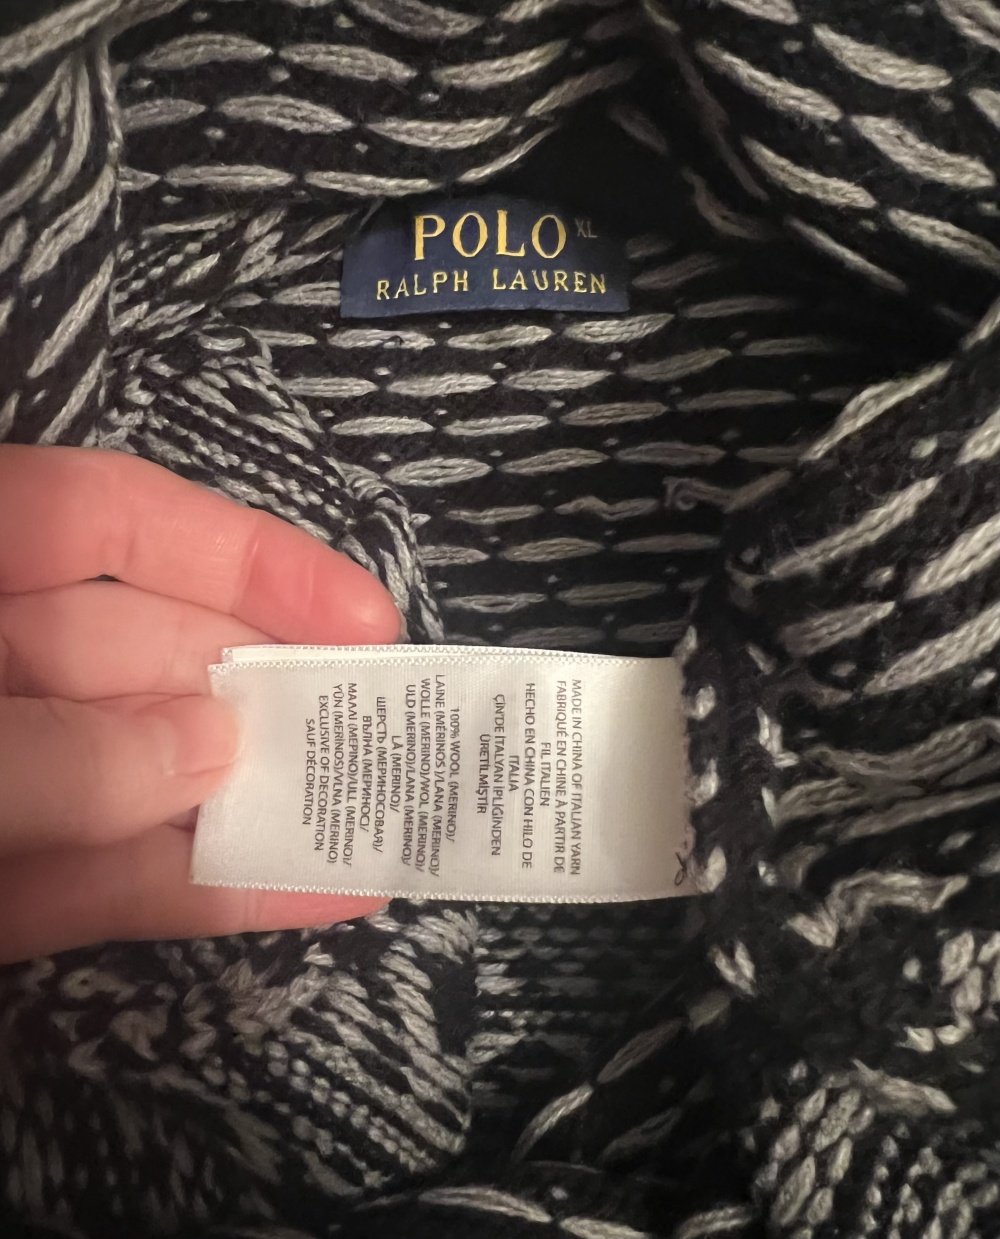 POLO XL
RALPH LAUREN
MADE IN CHINA OF ITALIAN YARN
FABRIQUÉ EN CHINE À PARTIR DE
FIL ITALIEN
HECHO EN CHINA CON HILO DE
ITALIA
ÇİN'DE İTALYAN İPLİĞİNDEN
ÜRETİLMİŞTİR
100% WOOL (MERINO)/
LAINE (MÉRINOS)/LANA (MERINO)/
WOLLE (MERINO)/WOL (MERINO)/
ULD (MERINO)/LANA (MERINO)/
LÃ (MERINO)/
ШЕРСТЬ (МЕРИНОСОВАЯ)/
ВЪЛНА (МЕРИНОС)/
ΜΑΛΛΙ (ΜΕΡΙΝΟ)/ULL (MERINO)/
YÜN (MERİNOS)/VLNA (MERINO)
EXCLUSIVE OF DECORATION
SAUF DÉCORATION